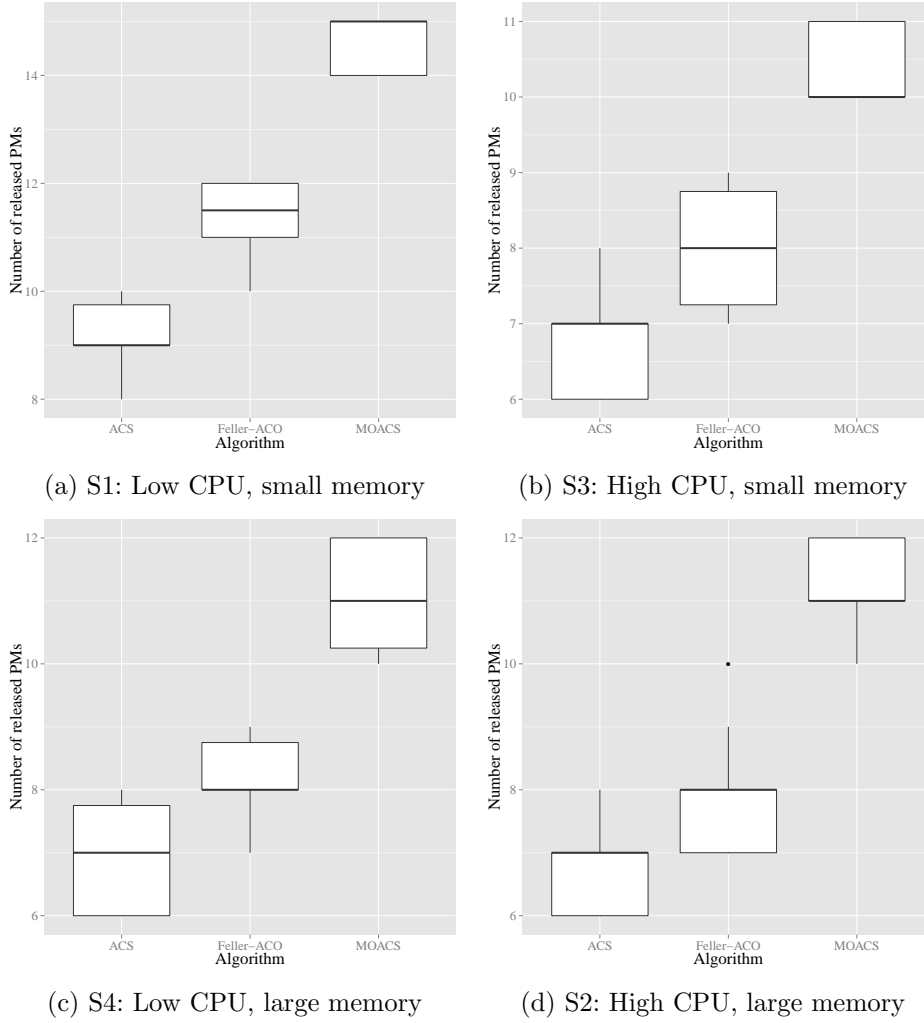 Number of released PMs
14
12
10
8
ACS
Feller−ACO
MOACS
Algorithm
(a) S1: Low CPU, small memory
Number of released PMs
11
10
9
8
7
6
ACS
Feller−ACO
MOACS
Algorithm
(b) S3: High CPU, small memory
Number of released PMs
12
10
8
6
ACS
Feller−ACO
MOACS
Algorithm
(c) S4: Low CPU, large memory
Number of released PMs
12
10
8
6
ACS
Feller−ACO
MOACS
Algorithm
(d) S2: High CPU, large memory